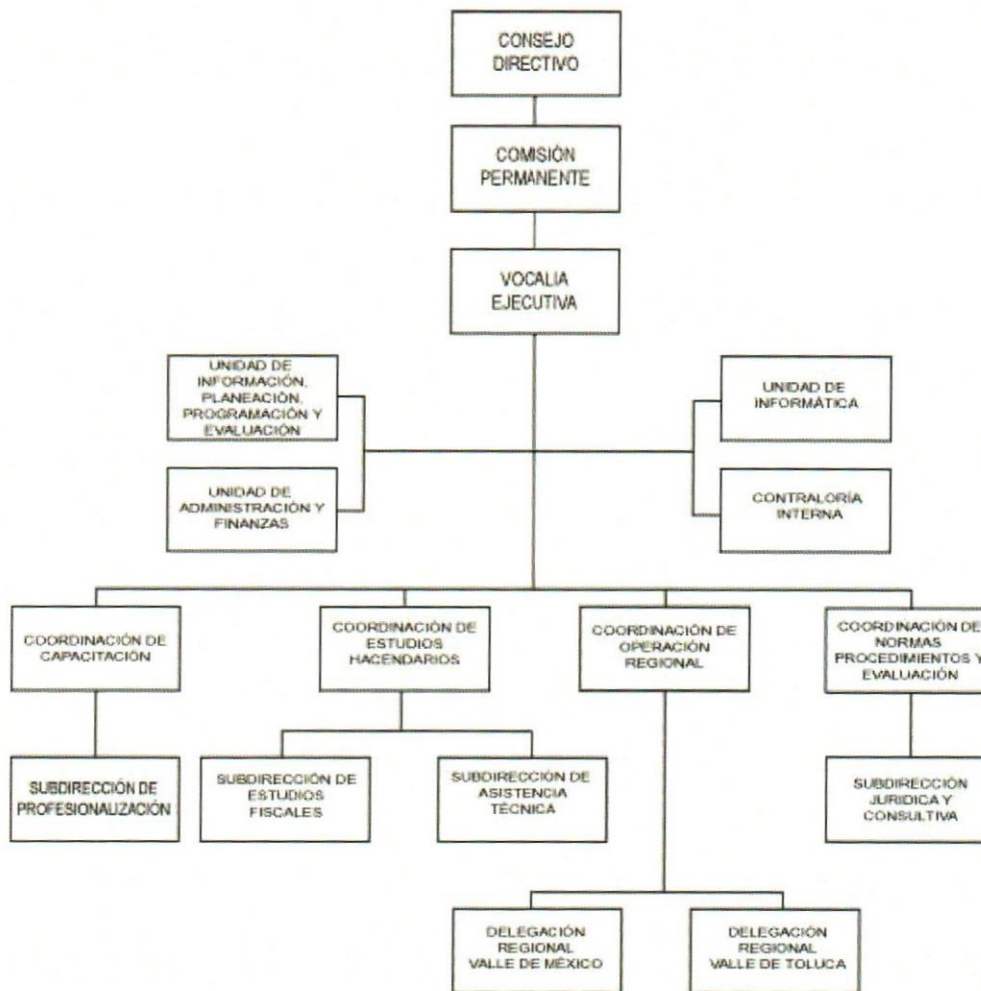 CONSEJO
DIRECTIVO
COMISIÓN
PERMANENTE
VOCALIA
EJECUTIVA
UNIDAD DE
INFORMACIÓN,
PLANEACIÓN,
PROGRAMACIÓN Y
EVALUACIÓN
UNIDAD DE
INFORMÁTICA
UNIDAD DE
ADMINISTRACIÓN Y
FINANZAS
CONTRALORÍA
INTERNA
COORDINACIÓN DE
CAPACITACIÓN
COORDINACIÓN DE
ESTUDIOS
HACENDARIOS
COORDINACIÓN DE
OPERACIÓN
REGIONAL
COORDINACIÓN DE
NORMAS
PROCEDIMIENTOS Y
EVALUACIÓN
SUBDIRECCIÓN DE
PROFESIONALIZACIÓN
SUBDIRECCIÓN DE
ESTUDIOS
FISCALES
SUBDIRECCIÓN DE
ASISTENCIA
TÉCNICA
SUBDIRECCIÓN
JURIDICA Y
CONSULTIVA
DELEGACIÓN
REGIONAL
VALLE DE MÉXICO
DELEGACIÓN
REGIONAL
VALLE DE TOLUCA